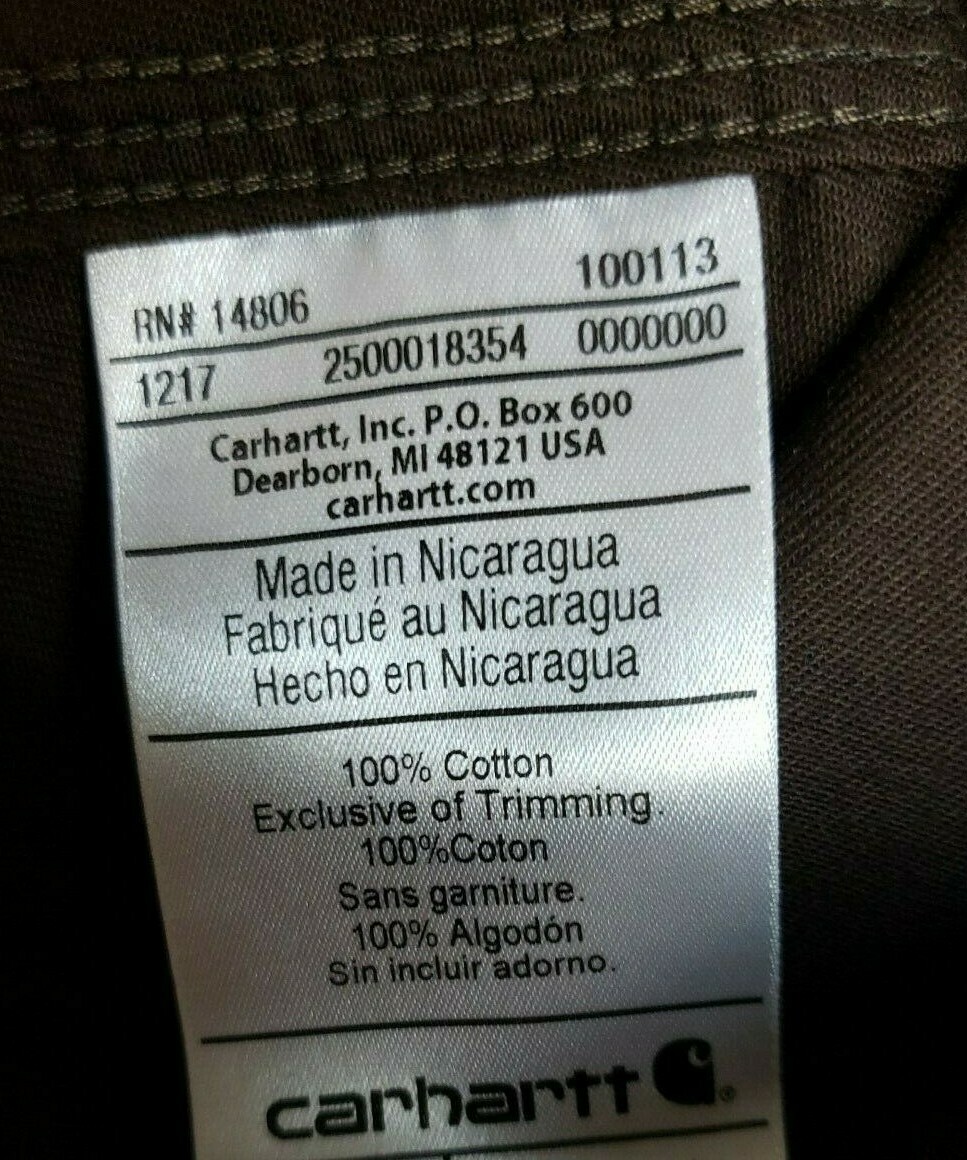 RN# 14806 100113
1217 2500018354 0000000
Carhartt, Inc. P.O. Box 600
Dearborn, MI 48121 USA
carhartt.com
Made in Nicaragua
Fabriqué au Nicaragua
Hecho en Nicaragua
100% Cotton
Exclusive of Trimming.
100%Coton
Sans garniture.
100% Algodón
Sin incluir adorno.
carhartt ®